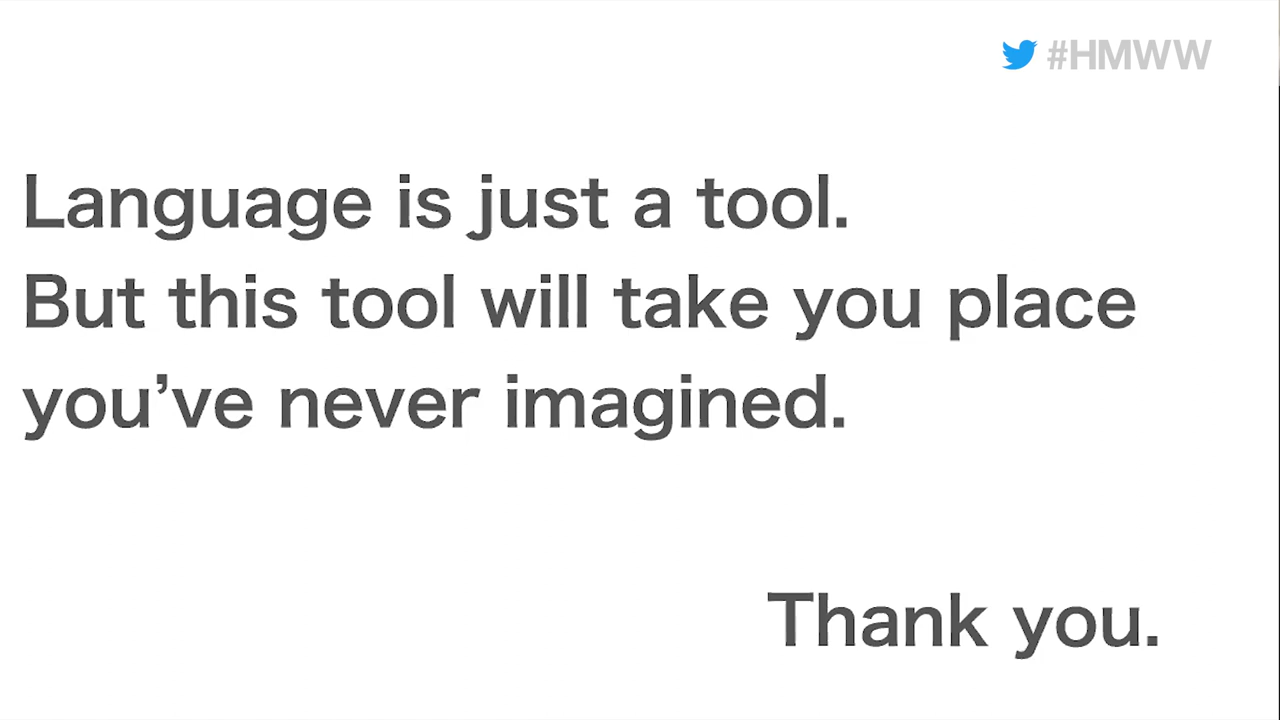 #HMWW
Language is just a tool.
But this tool will take you place
you’ve never imagined.
Thank you.